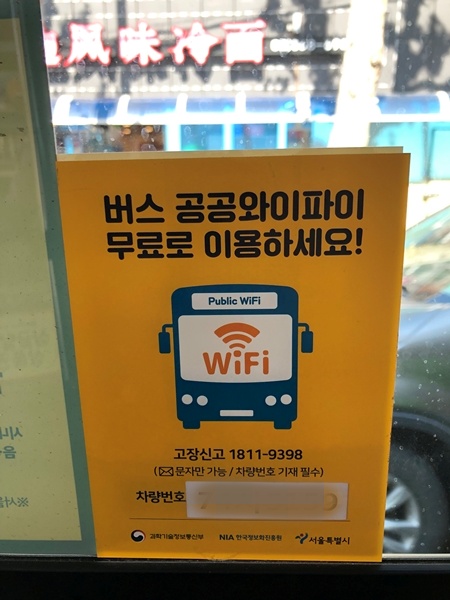 風味冷面
버스 공공와이파이
무료로 이용하세요!
Public WiFi
WiFi
고장신고 1811-9398
(문자만 가능 / 차량번호 기재 필수)
차량번호
과학기술정보통신부 NIA 한국정보화진흥원 서울특별시